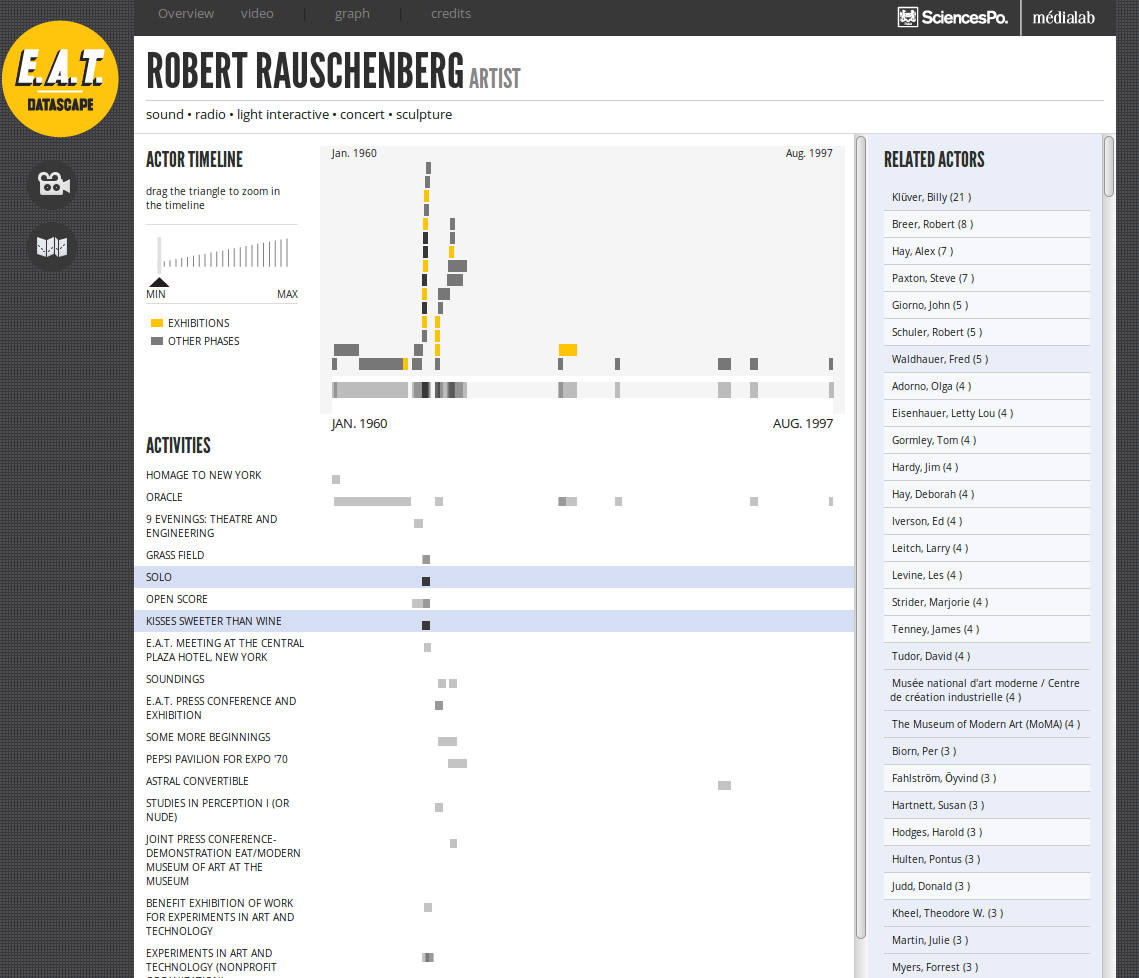 Overview video | graph | credits
SciencesPo. médialab
E.A.T.
DATASCAPE
ROBERT RAUSCHENBERG ARTIST
sound • radio • light interactive • concert • sculpture
ACTOR TIMELINE
drag the triangle to zoom in
the timeline
MIN MAX
EXHIBITIONS
OTHER PHASES
Jan. 1960 Aug. 1997
JAN. 1960 AUG. 1997
ACTIVITIES
HOMAGE TO NEW YORK
ORACLE
9 EVENINGS: THEATRE AND
ENGINEERING
GRASS FIELD
SOLO
OPEN SCORE
KISSES SWEETER THAN WINE
E.A.T. MEETING AT THE CENTRAL
PLAZA HOTEL, NEW YORK
SOUNDINGS
E.A.T. PRESS CONFERENCE AND
EXHIBITION
SOME MORE BEGINNINGS
PEPSI PAVILION FOR EXPO '70
ASTRAL CONVERTIBLE
STUDIES IN PERCEPTION I (OR
NUDE)
JOINT PRESS CONFERENCE-
DEMONSTRATION EAT/MODERN
MUSEUM OF ART AT THE
MUSEUM
BENEFIT EXHIBITION OF WORK
FOR EXPERIMENTS IN ART AND
TECHNOLOGY
EXPERIMENTS IN ART AND
TECHNOLOGY (NONPROFIT
RELATED ACTORS
Klüver, Billy (21 )
Breer, Robert (8 )
Hay, Alex (7 )
Paxton, Steve (7 )
Giorno, John (5 )
Schuler, Robert (5 )
Waldhauer, Fred (5 )
Adorno, Olga (4 )
Eisenhauer, Letty Lou (4 )
Gormley, Tom (4 )
Hardy, Jim (4 )
Hay, Deborah (4 )
Iverson, Ed (4 )
Leitch, Larry (4 )
Levine, Les (4 )
Strider, Marjorie (4 )
Tenney, James (4 )
Tudor, David (4 )
Musée national d'art moderne / Centre
de création industrielle (4 )
The Museum of Modern Art (MoMA) (4 )
Biorn, Per (3 )
Fahlström, Öyvind (3 )
Hartnett, Susan (3 )
Hodges, Harold (3 )
Hulten, Pontus (3 )
Judd, Donald (3 )
Kheel, Theodore W. (3 )
Martin, Julie (3 )
Myers, Forrest (3 )